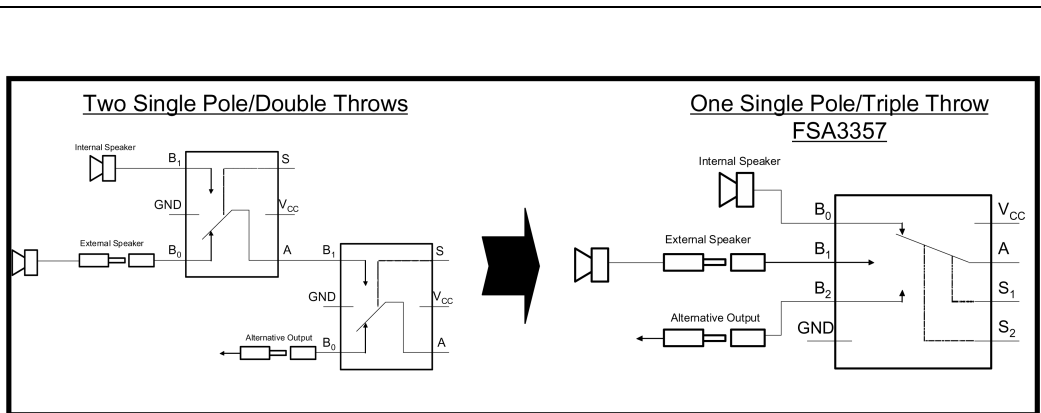 Two Single Pole/Double Throws
Internal Speaker
B1
S
GND
VCC
External Speaker
B0
A
B1
S
GND
VCC
Alternative Output
B0
A
One Single Pole/Triple Throw
FSA3357
Internal Speaker
B0
VCC
External Speaker
B1
A
B2
S1
Alternative Output
GND
S2